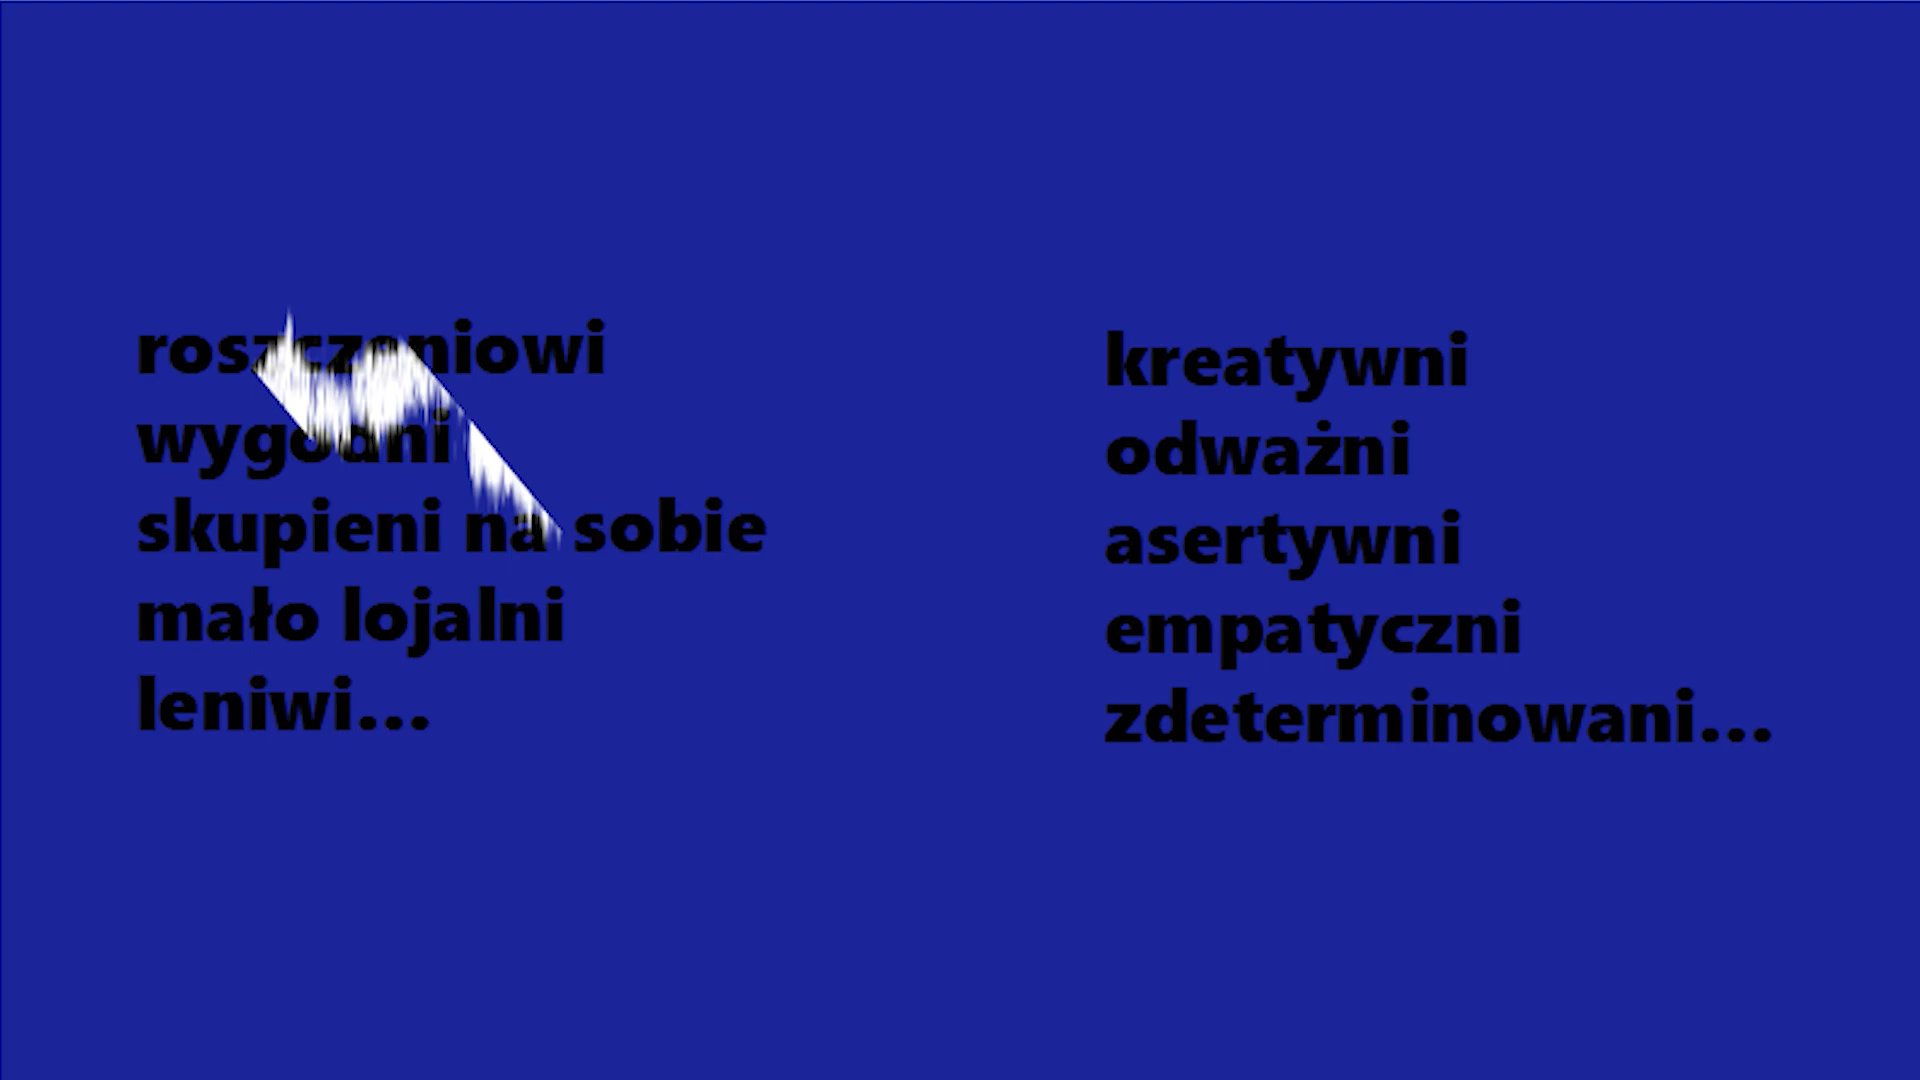 roszczeniowi
wygodni
skupieni na sobie
mało lojalni
leniwi...
kreatywni
odważni
asertywni
empatyczni
zdeterminowani...